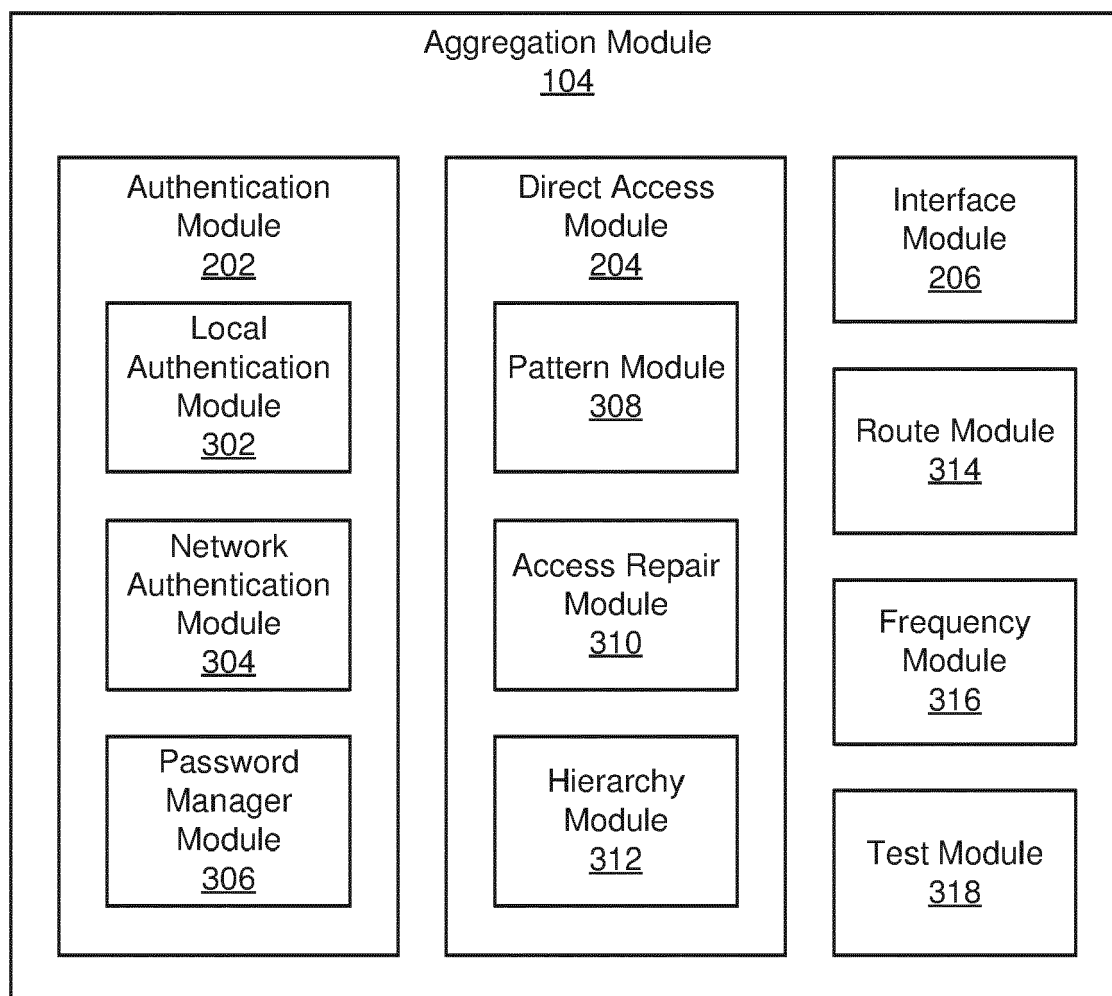 Aggregation Module
104
Authentication
Module
202
Local
Authentication
Module
302
Network
Authentication
Module
304
Password
Manager
Module
306
Direct Access
Module
204
Pattern Module
308
Access Repair
Module
310
Hierarchy
Module
312
Interface
Module
206
Route Module
314
Frequency
Module
316
Test Module
318